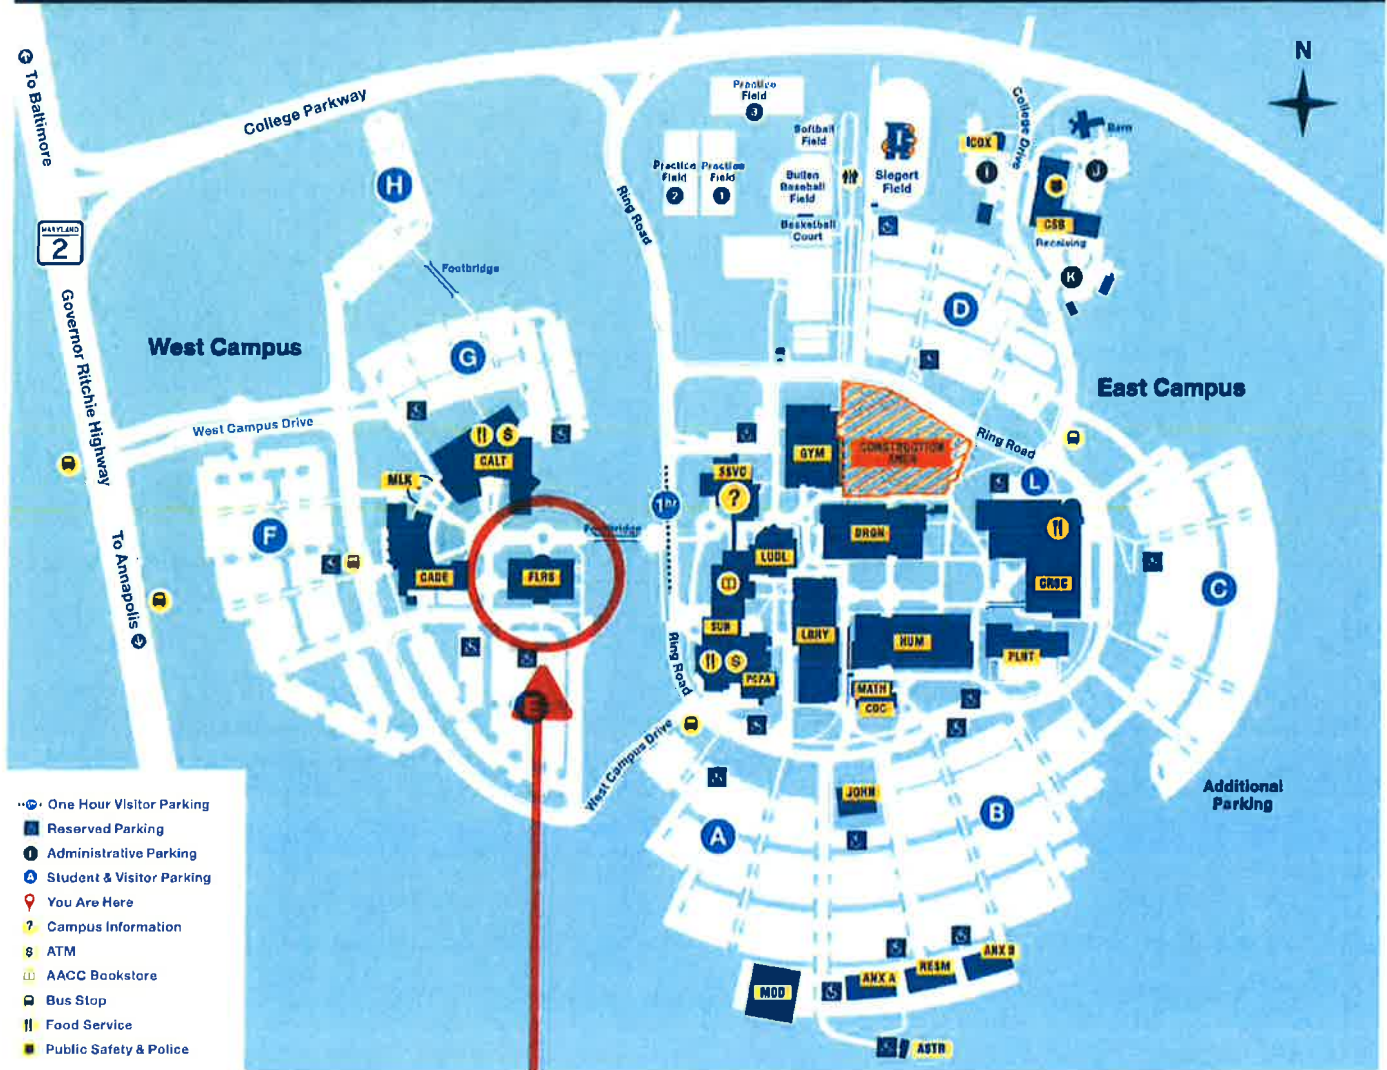 N
To Baltimore
College Parkway
MARYLAND
2
Governor Ritchie Highway
To Annapolis
West Campus
West Campus Drive
H
Footbridge
G
CALT
$
MLK
F
CADE
FLRS
Footbridge
E
West Campus Drive
Ring Road
1hr
Ring Road
Practice
Field
3
Practice
Field
2
Practice
Field
1
Softball
Field
Bullen
Baseball
Field
Basketball
Court
Siegert
Field
COX
College Drive
I
Barn
J
CSB
Receiving
K
D
East Campus
Ring Road
CONSTRUCTION
AREA
GYM
SSVC
?
LUDL
DRGN
L
CRSC
C
SUN
$
PCPA
LBRY
HUM
PLNT
MATH
COC
JOHN
A
B
Additional
Parking
MOD
ANX A
RESM
ANX B
ASTR
1hr One Hour Visitor Parking
Reserved Parking
I Administrative Parking
A Student & Visitor Parking
You Are Here
? Campus Information
$ ATM
AACC Bookstore
Bus Stop
Food Service
Public Safety & Police